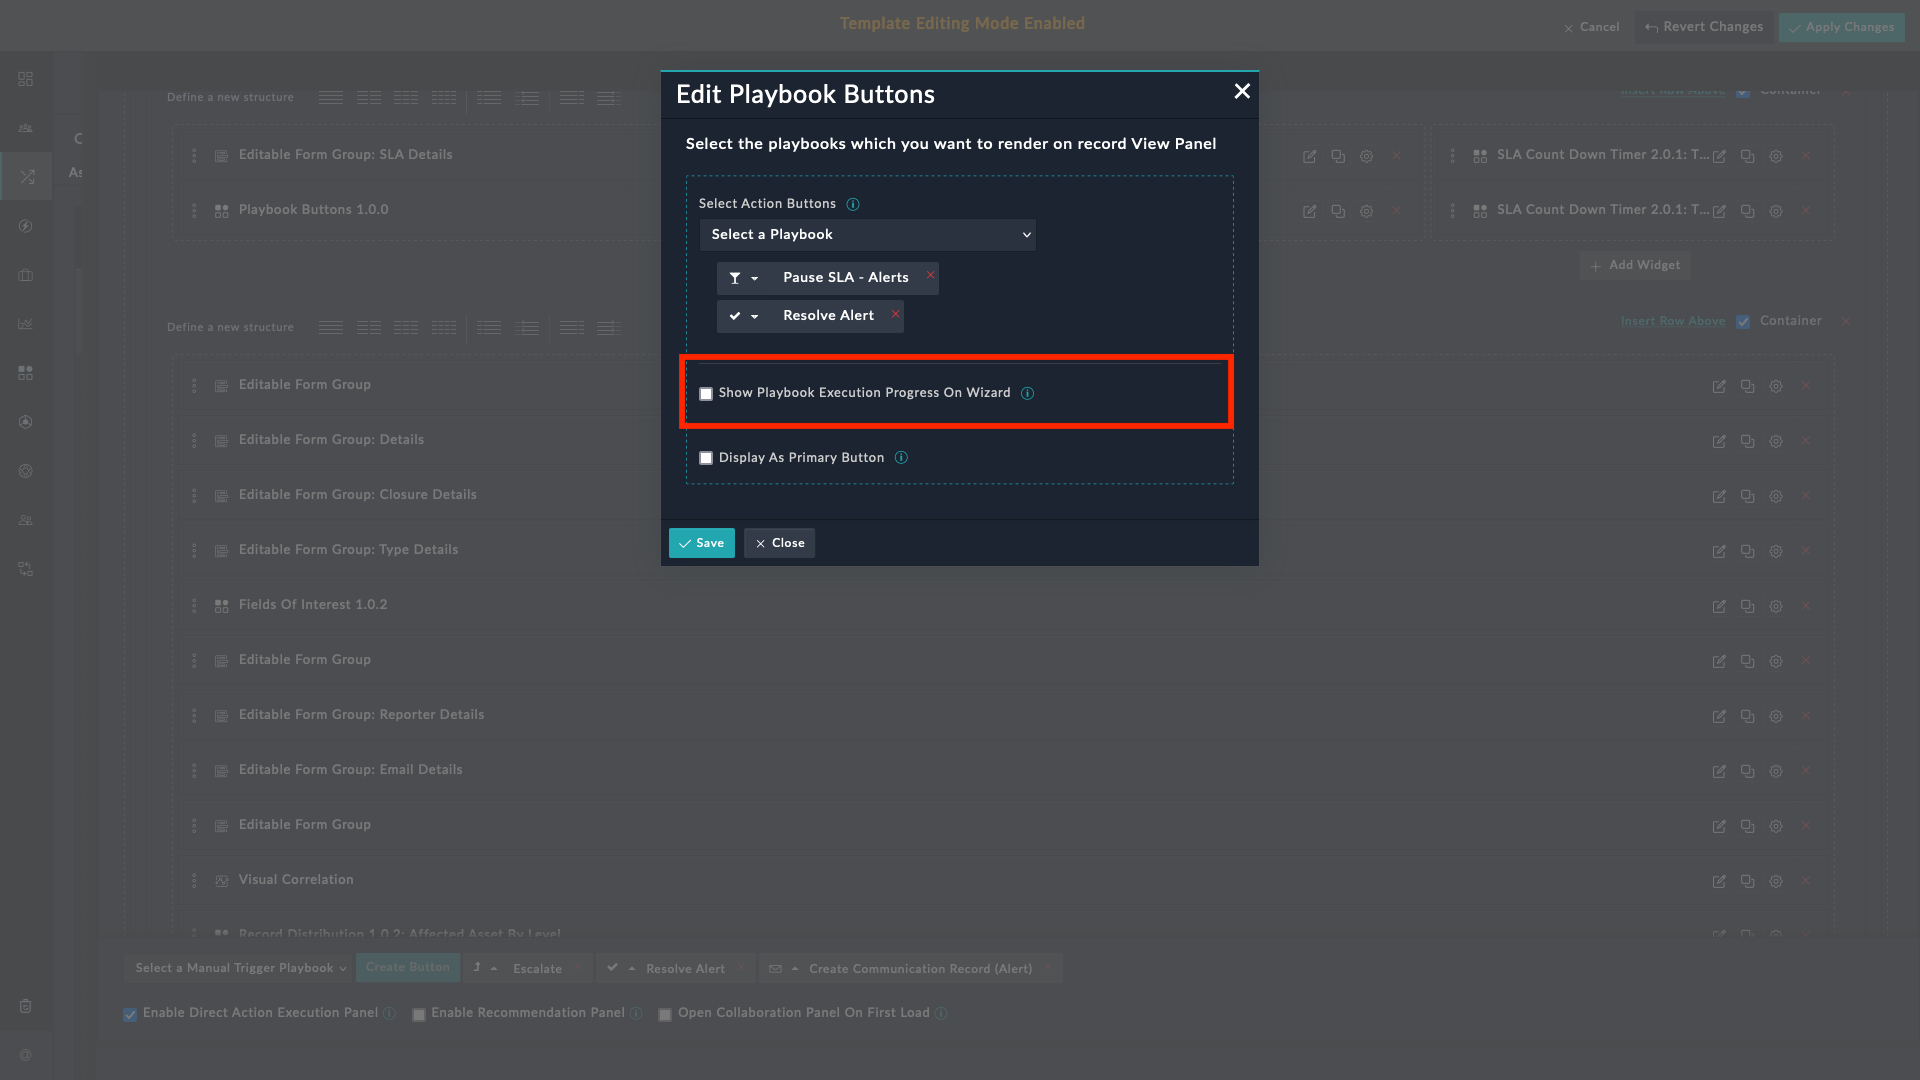 Template Editing Mode Enabled
Cancel
Revert Changes
Apply Changes
Define a new structure
Insert Row Above
Container
Edit Playbook Buttons
Select the playbooks which you want to render on record View Panel
Editable Form Group: SLA Details
SLA Count Down Timer 2.0.1: T...
Playbook Buttons 1.0.0
SLA Count Down Timer 2.0.1: T...
Select Action Buttons
Select a Playbook
Pause SLA - Alerts
Resolve Alert
Add Widget
Define a new structure
Insert Row Above
Container
Show Playbook Execution Progress On Wizard
Display As Primary Button
Save
Close
Editable Form Group
Editable Form Group: Details
Editable Form Group: Closure Details
Editable Form Group: Type Details
Fields Of Interest 1.0.2
Editable Form Group
Editable Form Group: Reporter Details
Editable Form Group: Email Details
Editable Form Group
Visual Correlation
Record Distribution 1.0.2: Affected Asset By Level
Select a Manual Trigger Playbook
Create Button
Escalate
Resolve Alert
Create Communication Record (Alert)
Enable Direct Action Execution Panel
Enable Recommendation Panel
Open Collaboration Panel On First Load